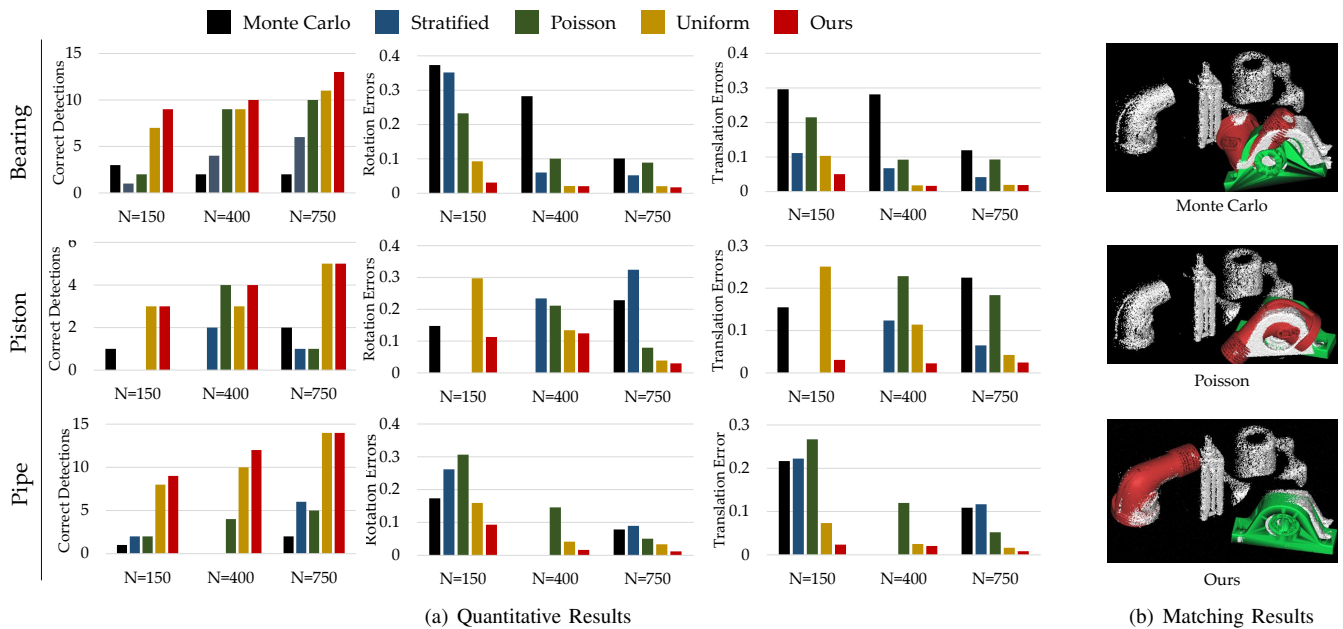 Monte Carlo Stratified Poisson Uniform Ours
Bearing
Correct Detections
15
10
5
0
N=150 N=400 N=750
Rotation Errors
0.4
0.3
0.2
0.1
0
N=150 N=400 N=750
Translation Errors
0.4
0.3
0.2
0.1
0
N=150 N=400 N=750
Monte Carlo
Piston
Correct Detections
6
4
2
0
N=150 N=400 N=750
Rotation Errors
0.4
0.3
0.2
0.1
0
N=150 N=400 N=750
Translation Errors
0.3
0.2
0.1
0
N=150 N=400 N=750
Poisson
Pipe
Correct Detections
15
10
5
0
N=150 N=400 N=750
Rotation Errors
0.4
0.3
0.2
0.1
0
N=150 N=400 N=750
Translation Error
0.3
0.2
0.1
0
N=150 N=400 N=750
Ours
(a) Quantitative Results
(b) Matching Results